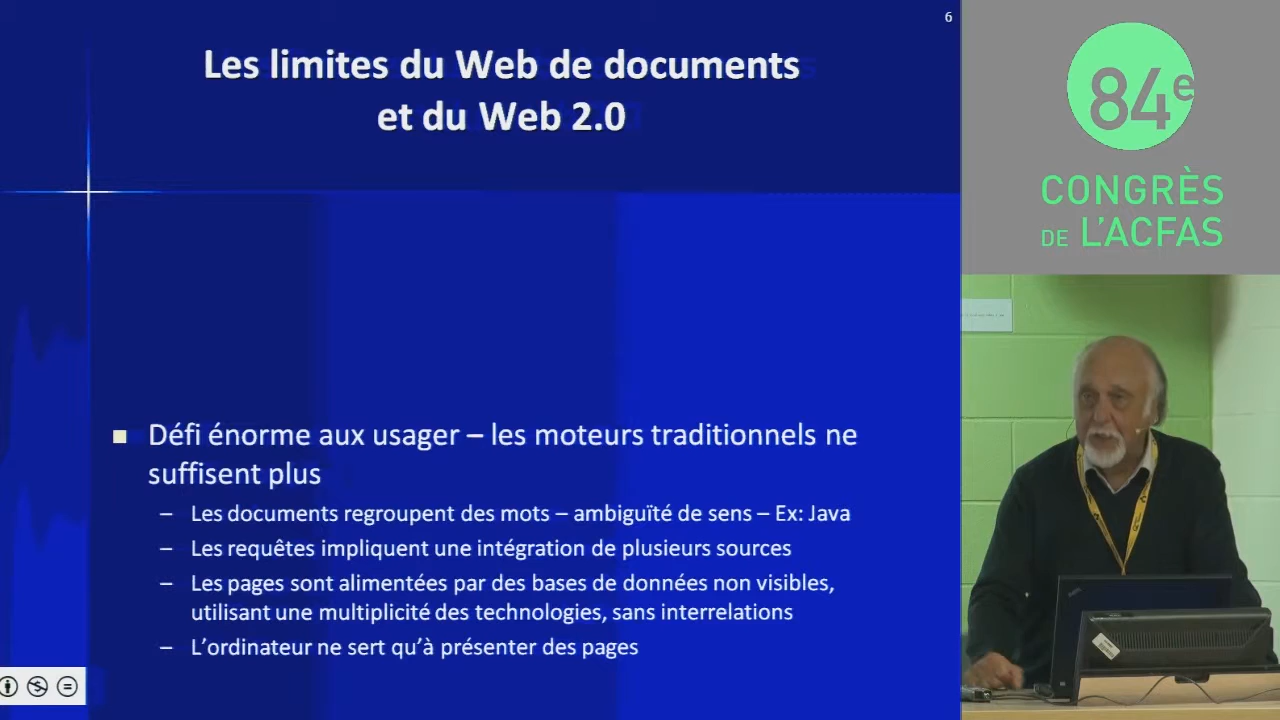 6
Les limites du Web de documents
et du Web 2.0
Défi énorme aux usager – les moteurs traditionnels ne
suffisent plus
– Les documents regroupent des mots – ambiguïté de sens – Ex: Java
– Les requêtes impliquent une intégration de plusieurs sources
– Les pages sont alimentées par des bases de données non visibles,
utilisant une multiplicité des technologies, sans interrelations
– L’ordinateur ne sert qu’à présenter des pages
84e
CONGRÈS
DE L’ACFAS